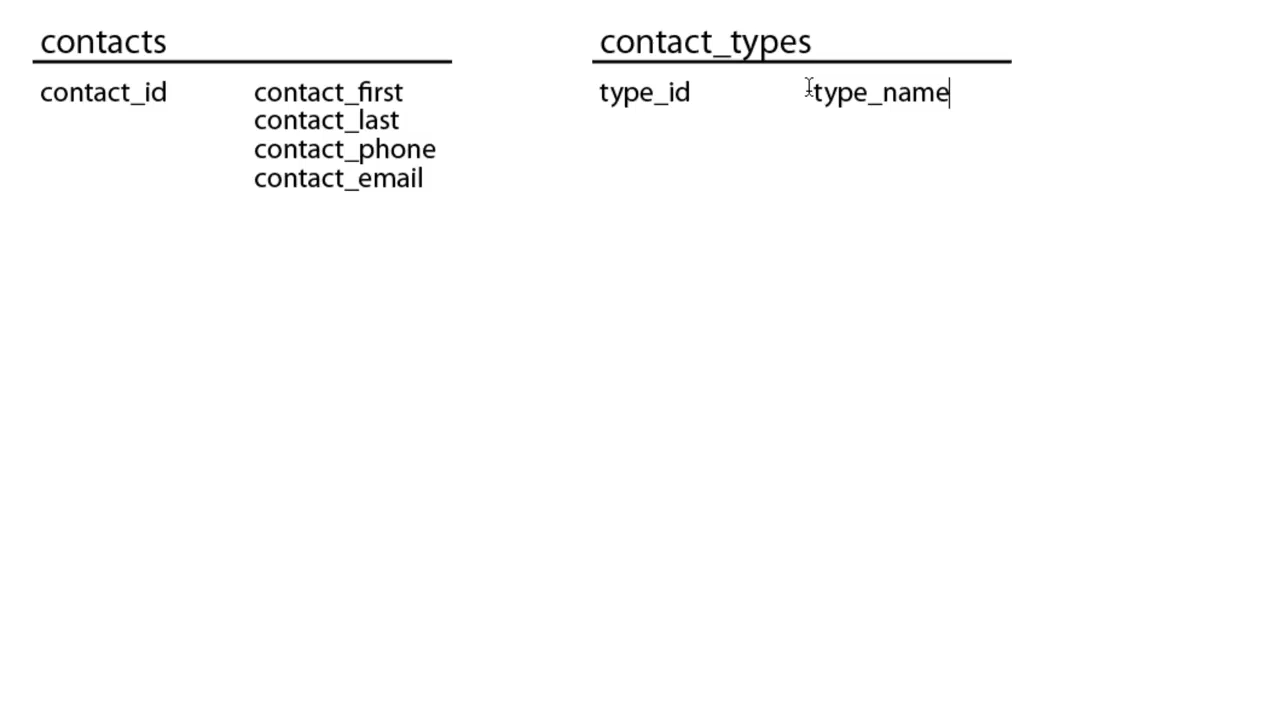 contacts
contact_id
contact_first
contact_last
contact_phone
contact_email
contact_types
type_id
type_name